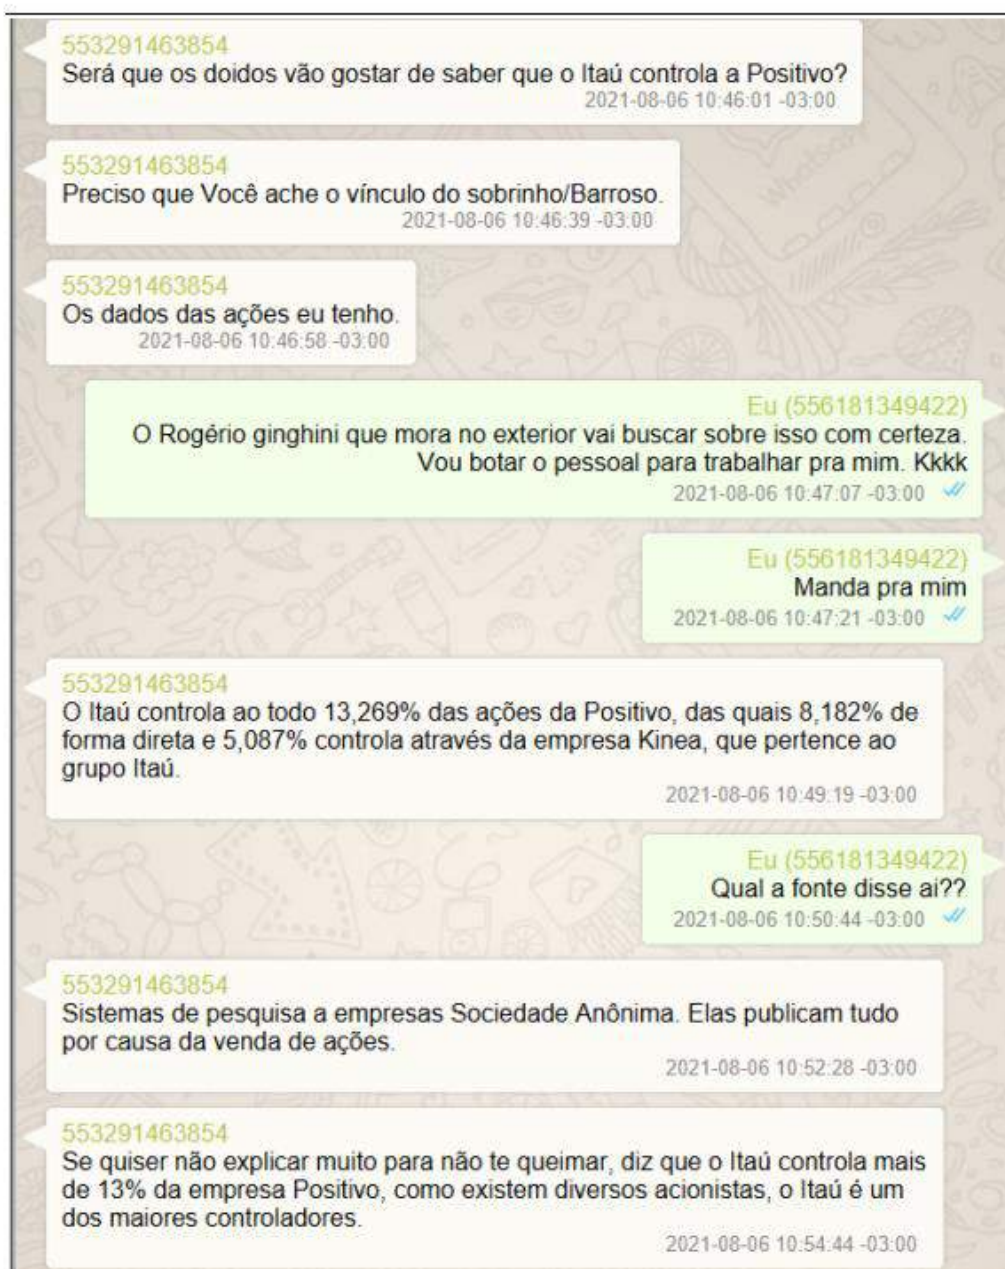 553291463854
Será que os doidos vão gostar de saber que o Itaú controla a Positivo?
2021-08-06 10:46:01 -03:00
553291463854
Preciso que Você ache o vínculo do sobrinho/Barroso.
2021-08-06 10:46:39 -03:00
553291463854
Os dados das ações eu tenho.
2021-08-06 10:46:58 -03:00
Eu (556181349422)
O Rogério ginghini que mora no exterior vai buscar sobre isso com certeza.
Vou botar o pessoal para trabalhar pra mim. Kkkk
2021-08-06 10:47:07 -03:00
Eu (556181349422)
Manda pra mim
2021-08-06 10:47:21 -03:00
553291463854
O Itaú controla ao todo 13,269% das ações da Positivo, das quais 8,182% de
forma direta e 5,087% controla através da empresa Kinea, que pertence ao
grupo Itaú.
2021-08-06 10:49:19 -03:00
Eu (556181349422)
Qual a fonte disse ai??
2021-08-06 10:50:44 -03:00
553291463854
Sistemas de pesquisa a empresas Sociedade Anônima. Elas publicam tudo
por causa da venda de ações.
2021-08-06 10:52:28 -03:00
553291463854
Se quiser não explicar muito para não te queimar, diz que o Itaú controla mais
de 13% da empresa Positivo, como existem diversos acionistas, o Itaú é um
dos maiores controladores.
2021-08-06 10:54:44 -03:00